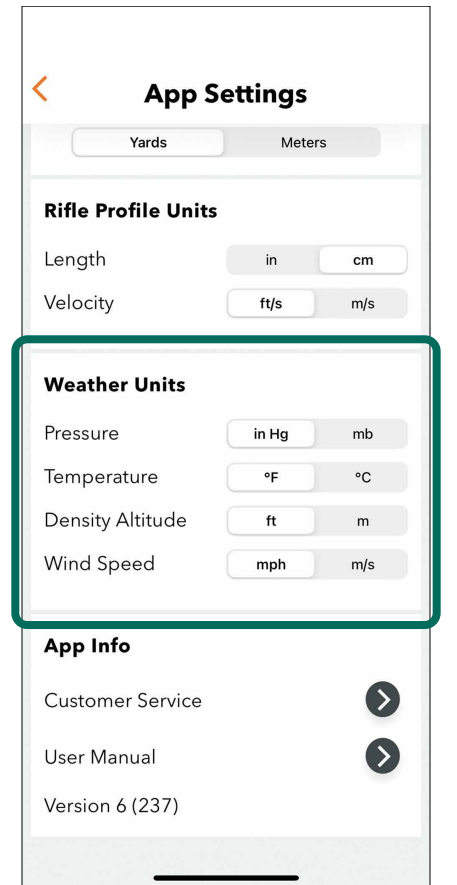 App Settings
Yards Meters
Rifle Profile Units
Length in cm
Velocity ft/s m/s
Weather Units
Pressure in Hg mb
Temperature °F °C
Density Altitude ft m
Wind Speed mph m/s
App Info
Customer Service
User Manual
Version 6 (237)